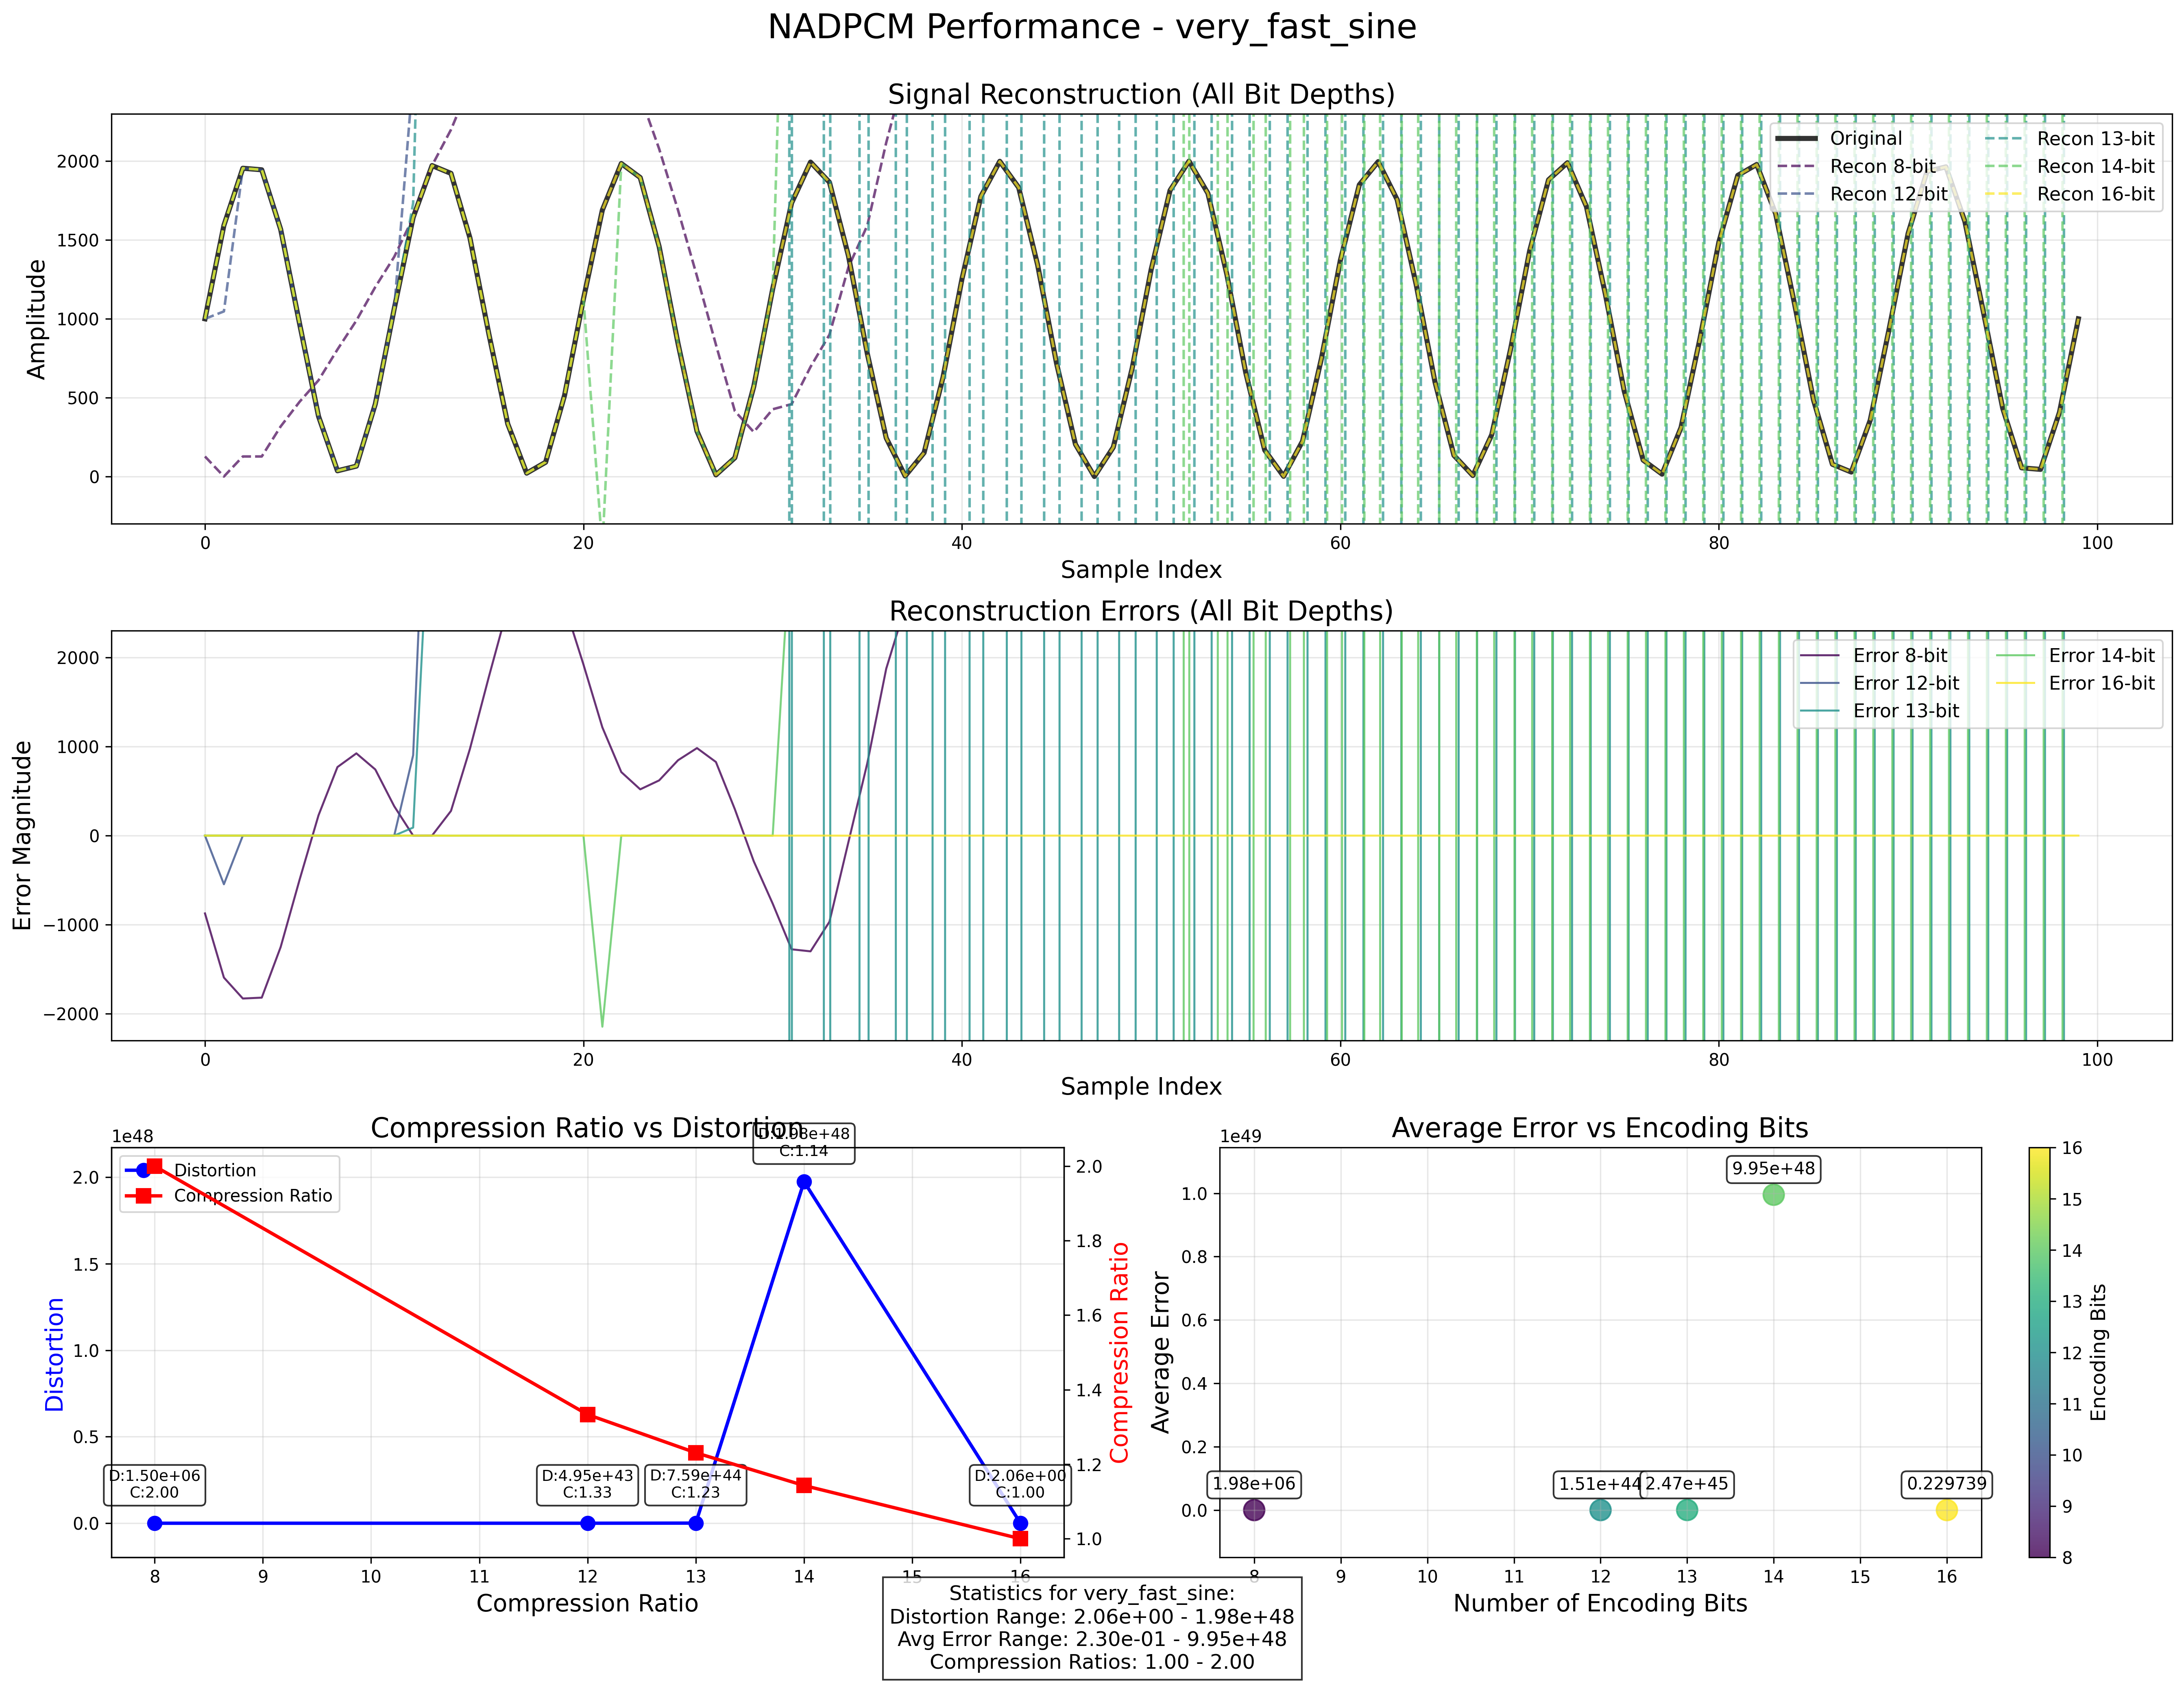 NADPCM Performance - very_fast_sine
Signal Reconstruction (All Bit Depths)
Amplitude
2000
1500
1000
500
0
Original
Recon 8-bit
Recon 12-bit
Recon 13-bit
Recon 14-bit
Recon 16-bit
0 20 40 60 80 100
Sample Index
Reconstruction Errors (All Bit Depths)
Error Magnitude
2000
1000
0
−1000
−2000
Error 8-bit
Error 12-bit
Error 13-bit
Error 14-bit
Error 16-bit
0 20 40 60 80 100
Sample Index
Compression Ratio vs Distortion
1e48
Distortion
2.0
1.5
1.0
0.5
0.0
Distortion
Compression Ratio
D:1.50e+06
C:2.00
D:4.95e+43
C:1.33
D:7.59e+44
C:1.23
D:1.98e+48
C:1.14
D:2.06e+00
C:1.00
2.0
1.8
1.6
1.4
1.2
1.0
Compression Ratio
8 9 10 11 12 13 14 15 16
Compression Ratio
Average Error vs Encoding Bits
1e49
Average Error
1.0
0.8
0.6
0.4
0.2
0.0
1.98e+06
1.51e+44
2.47e+45
9.95e+48
0.229739
8 9 10 11 12 13 14 15 16
Number of Encoding Bits
16
15
14
13
12
11
10
9
8
Encoding Bits
Statistics for very_fast_sine:
Distortion Range: 2.06e+00 - 1.98e+48
Avg Error Range: 2.30e-01 - 9.95e+48
Compression Ratios: 1.00 - 2.00